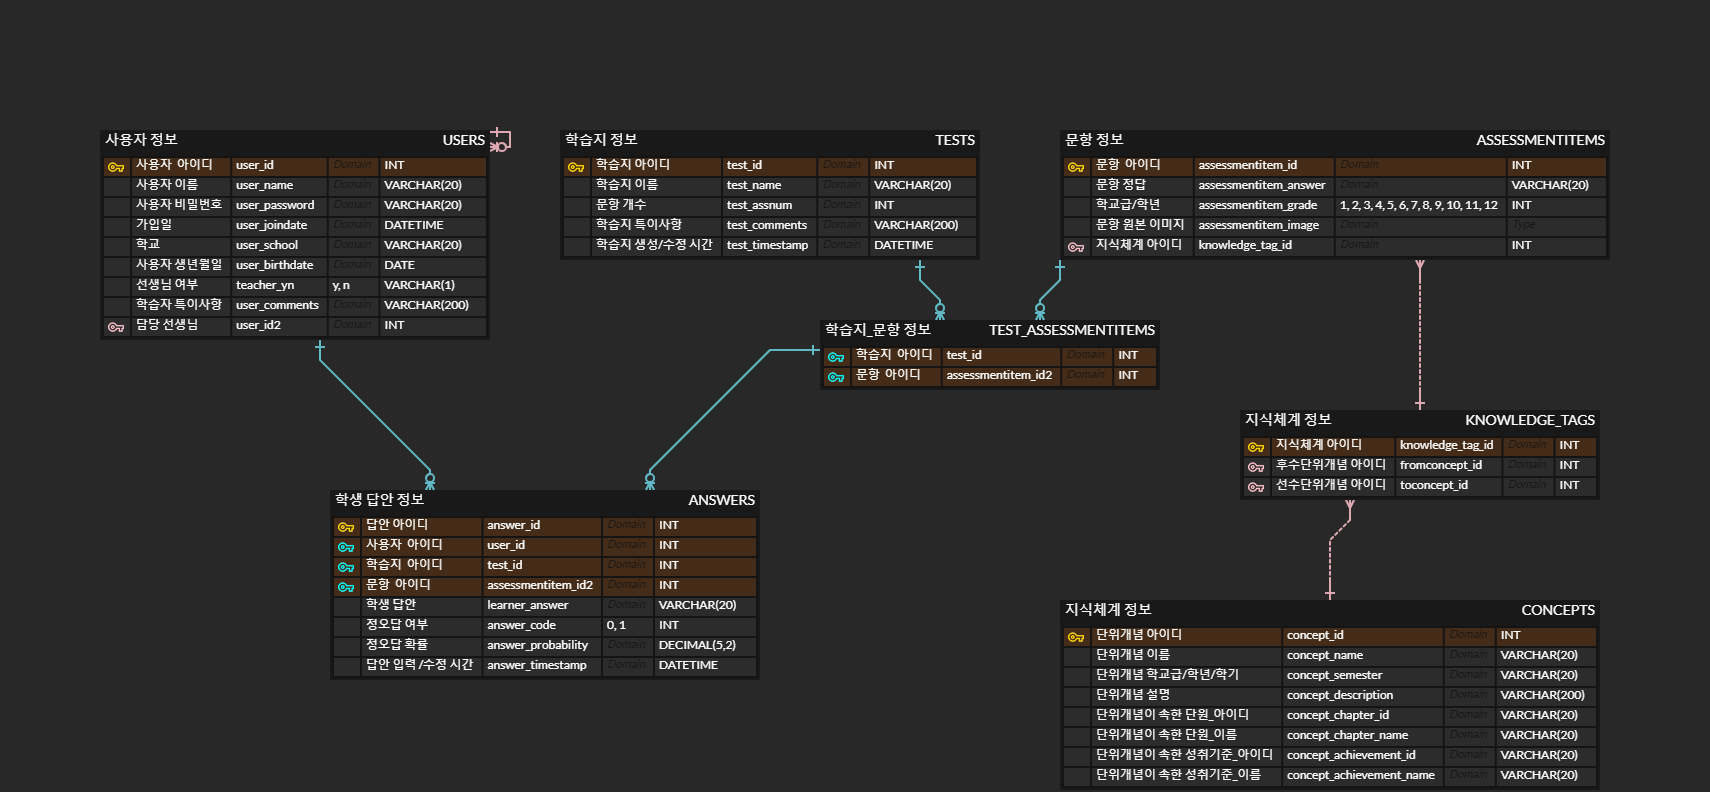 사용자 정보 USERS
사용자 아이디 user_id Domain INT
사용자 이름 user_name Domain VARCHAR(20)
사용자 비밀번호 user_password Domain VARCHAR(20)
가입일 user_joindate Domain DATETIME
학교 user_school Domain VARCHAR(20)
사용자 생년월일 user_birthdate Domain DATE
선생님 여부 teacher_yn y, n VARCHAR(1)
학습자 특이사항 user_comments Domain VARCHAR(200)
담당 선생님 user_id2 Domain INT
학습지 정보 TESTS
학습지 아이디 test_id Domain INT
학습지 이름 test_name Domain VARCHAR(20)
문항 개수 test_assnum Domain INT
학습지 특이사항 test_comments Domain VARCHAR(200)
학습지 생성/수정 시간 test_timestamp Domain DATETIME
문항 정보 ASSESSMENTITEMS
문항 아이디 assessmentitem_id Domain INT
문항 정답 assessmentitem_answer Domain VARCHAR(20)
학교급/학년 assessmentitem_grade 1, 2, 3, 4, 5, 6, 7, 8, 9, 10, 11, 12 INT
문항 원본 이미지 assessmentitem_image Domain Type
지식체계 아이디 knowledge_tag_id Domain INT
학습지_문항 정보 TEST_ASSESSMENTITEMS
학습지 아이디 test_id Domain INT
문항 아이디 assessmentitem_id2 Domain INT
지식체계 정보 KNOWLEDGE_TAGS
지식체계 아이디 knowledge_tag_id Domain INT
후수단위개념 아이디 fromconcept_id Domain INT
선수단위개념 아이디 toconcept_id Domain INT
학생 답안 정보 ANSWERS
답안 아이디 answer_id Domain INT
사용자 아이디 user_id Domain INT
학습지 아이디 test_id Domain INT
문항 아이디 assessmentitem_id2 Domain INT
학생 답안 learner_answer Domain VARCHAR(20)
정오답 여부 answer_code 0, 1 INT
정오답 확률 answer_probability Domain DECIMAL(5,2)
답안 입력 /수정 시간 answer_timestamp Domain DATETIME
지식체계 정보 CONCEPTS
단위개념 아이디 concept_id Domain INT
단위개념 이름 concept_name Domain VARCHAR(20)
단위개념 학교급/학년/학기 concept_semester Domain VARCHAR(20)
단위개념 설명 concept_description Domain VARCHAR(200)
단위개념이 속한 단원_아이디 concept_chapter_id Domain VARCHAR(20)
단위개념이 속한 단원_이름 concept_chapter_name Domain VARCHAR(20)
단위개념이 속한 성취기준_아이디 concept_achievement_id Domain VARCHAR(20)
단위개념이 속한 성취기준_이름 concept_achievement_name Domain VARCHAR(20)